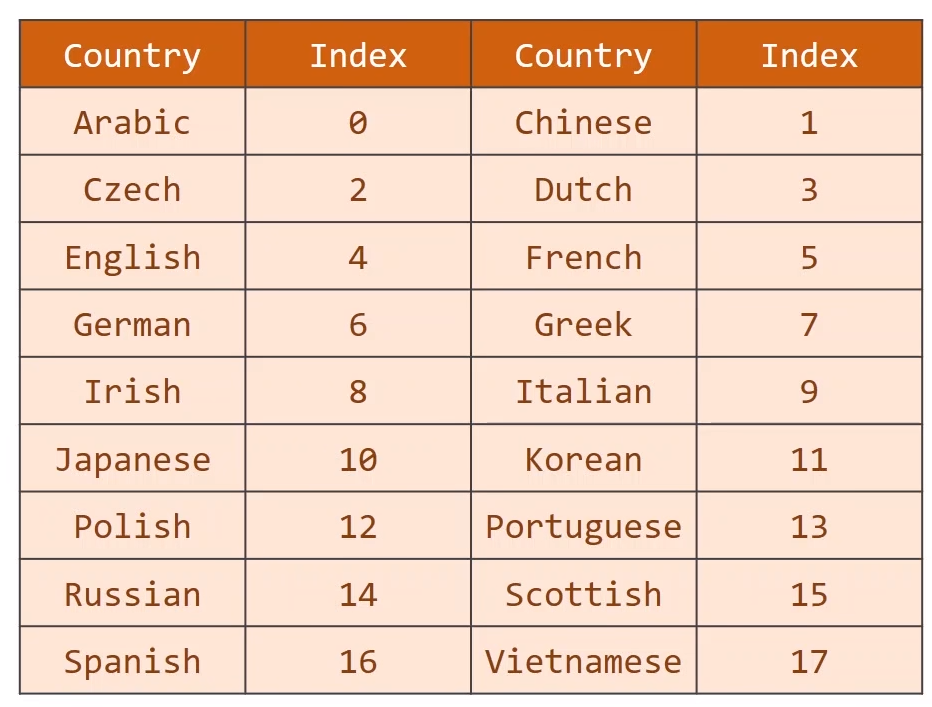 Country Index Country Index
Arabic 0 Chinese 1
Czech 2 Dutch 3
English 4 French 5
German 6 Greek 7
Irish 8 Italian 9
Japanese 10 Korean 11
Polish 12 Portuguese 13
Russian 14 Scottish 15
Spanish 16 Vietnamese 17